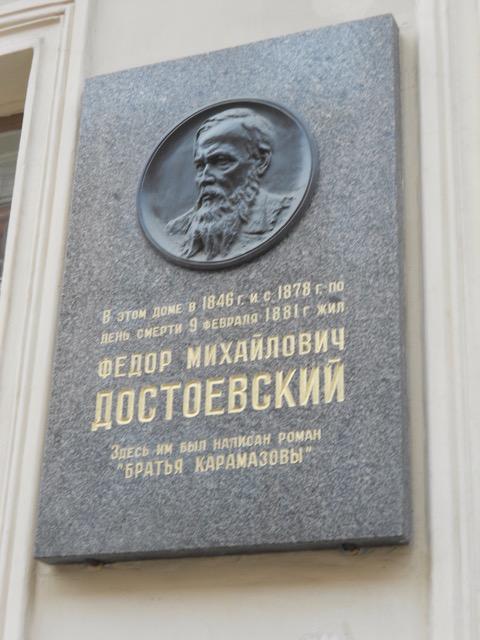 В этом доме в 1846 г. и с 1878 г. по
день смерти 9 февраля 1881 г жил
ФЕДОР МИХАЙЛОВИЧ
ДОСТОЕВСКИЙ
Здесь им был написан роман
"БРАТЬЯ КАРАМАЗОВЫ"